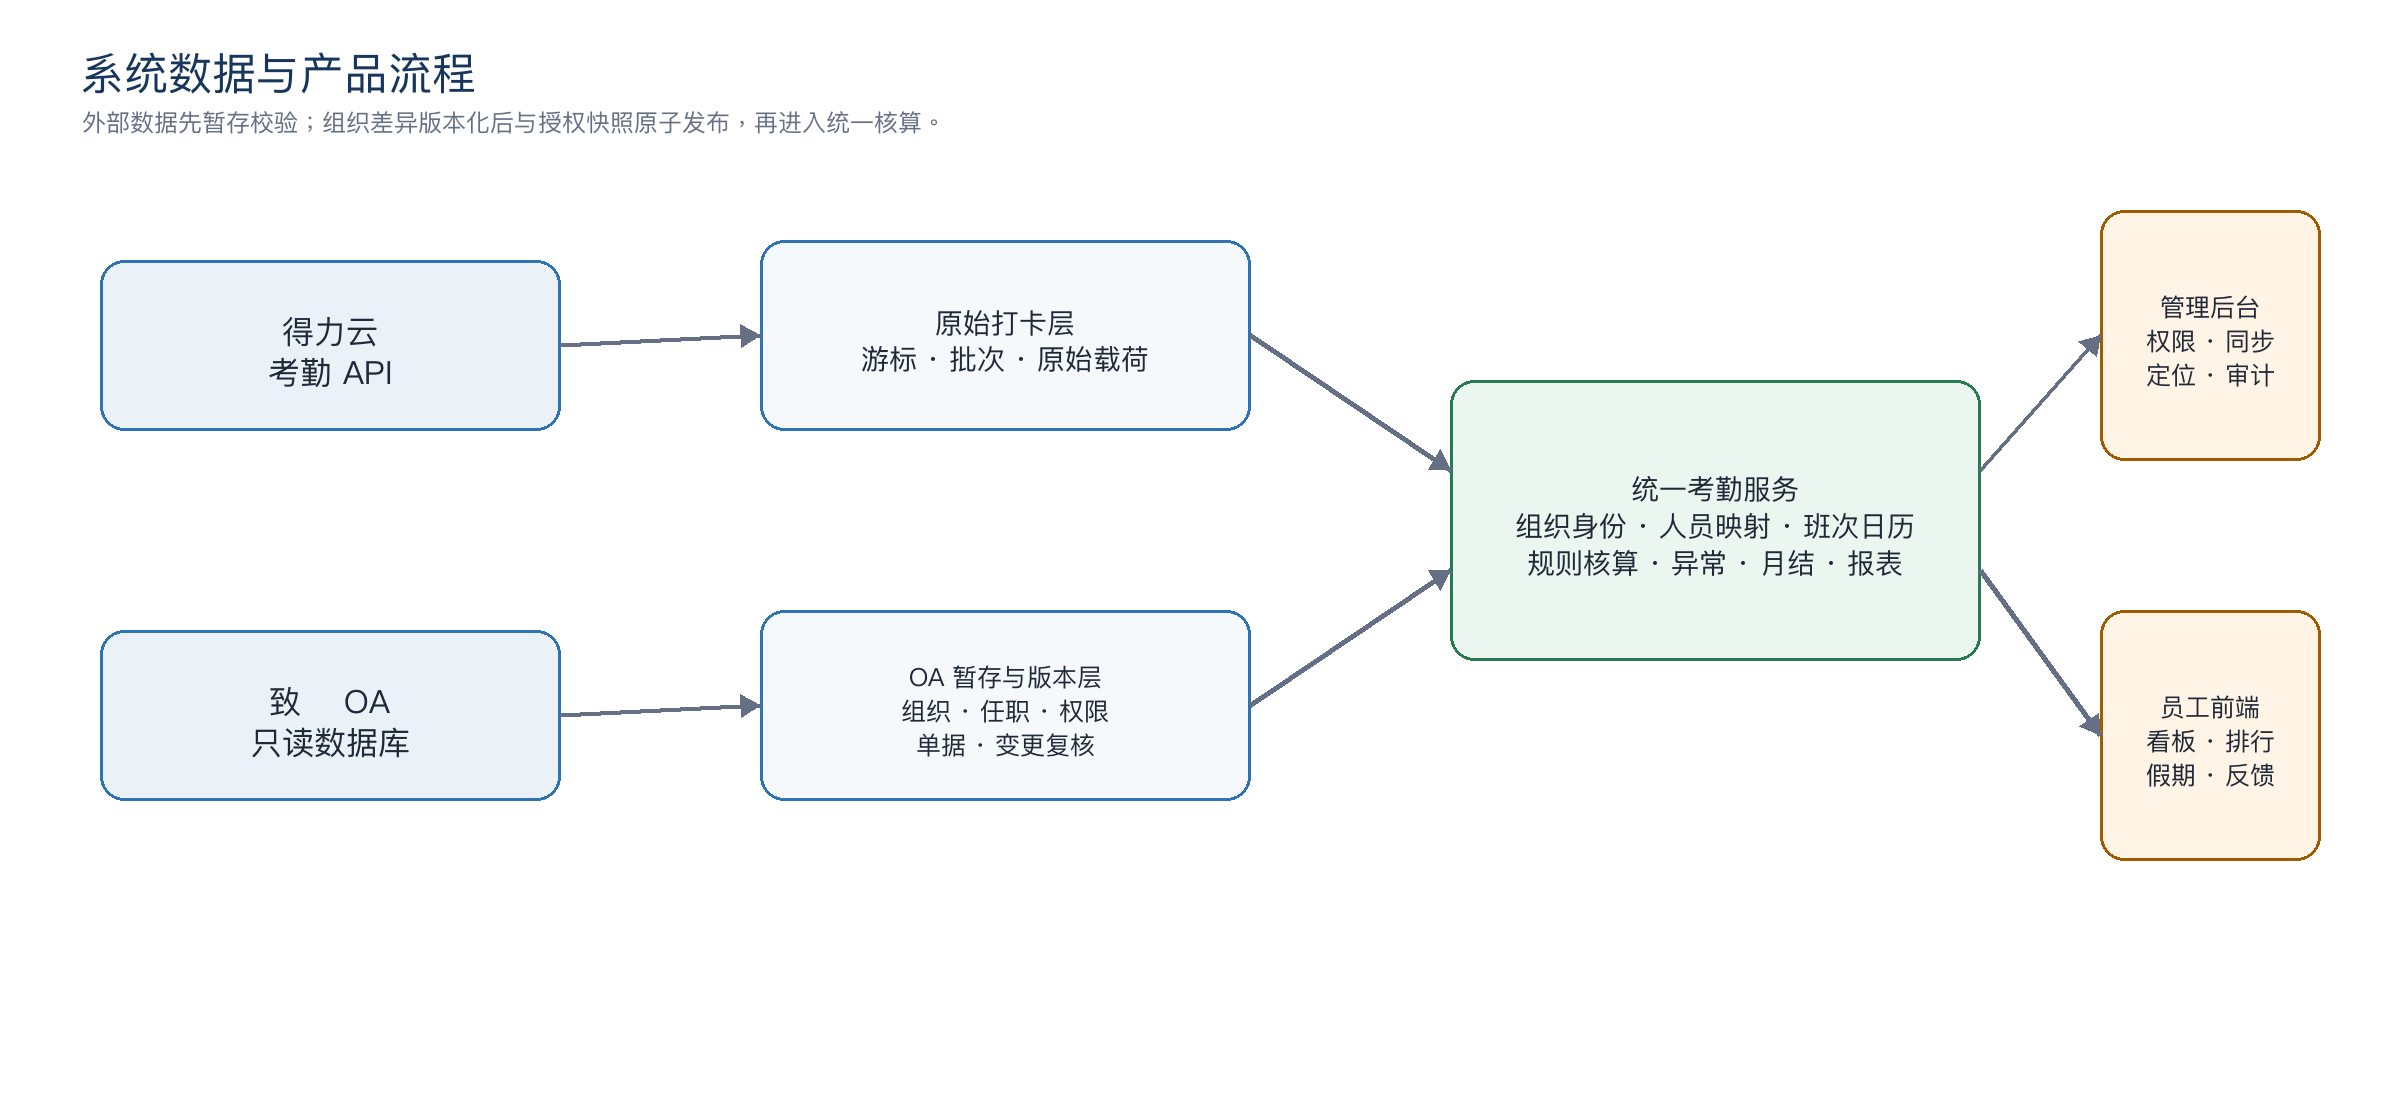 系统数据与产品流程
外部数据先暂存校验；组织差异版本化后与授权快照原子发布，再进入统一核算。
得力云
考勤 API
原始打卡层
游标 · 批次 · 原始载荷
致 OA
只读数据库
OA 暂存与版本层
组织 · 任职 · 权限
单据 · 变更复核
统一考勤服务
组织身份 · 人员映射 · 班次日历
规则核算 · 异常 · 月结 · 报表
管理后台
权限 · 同步
定位 · 审计
员工前端
看板 · 排行
假期 · 反馈